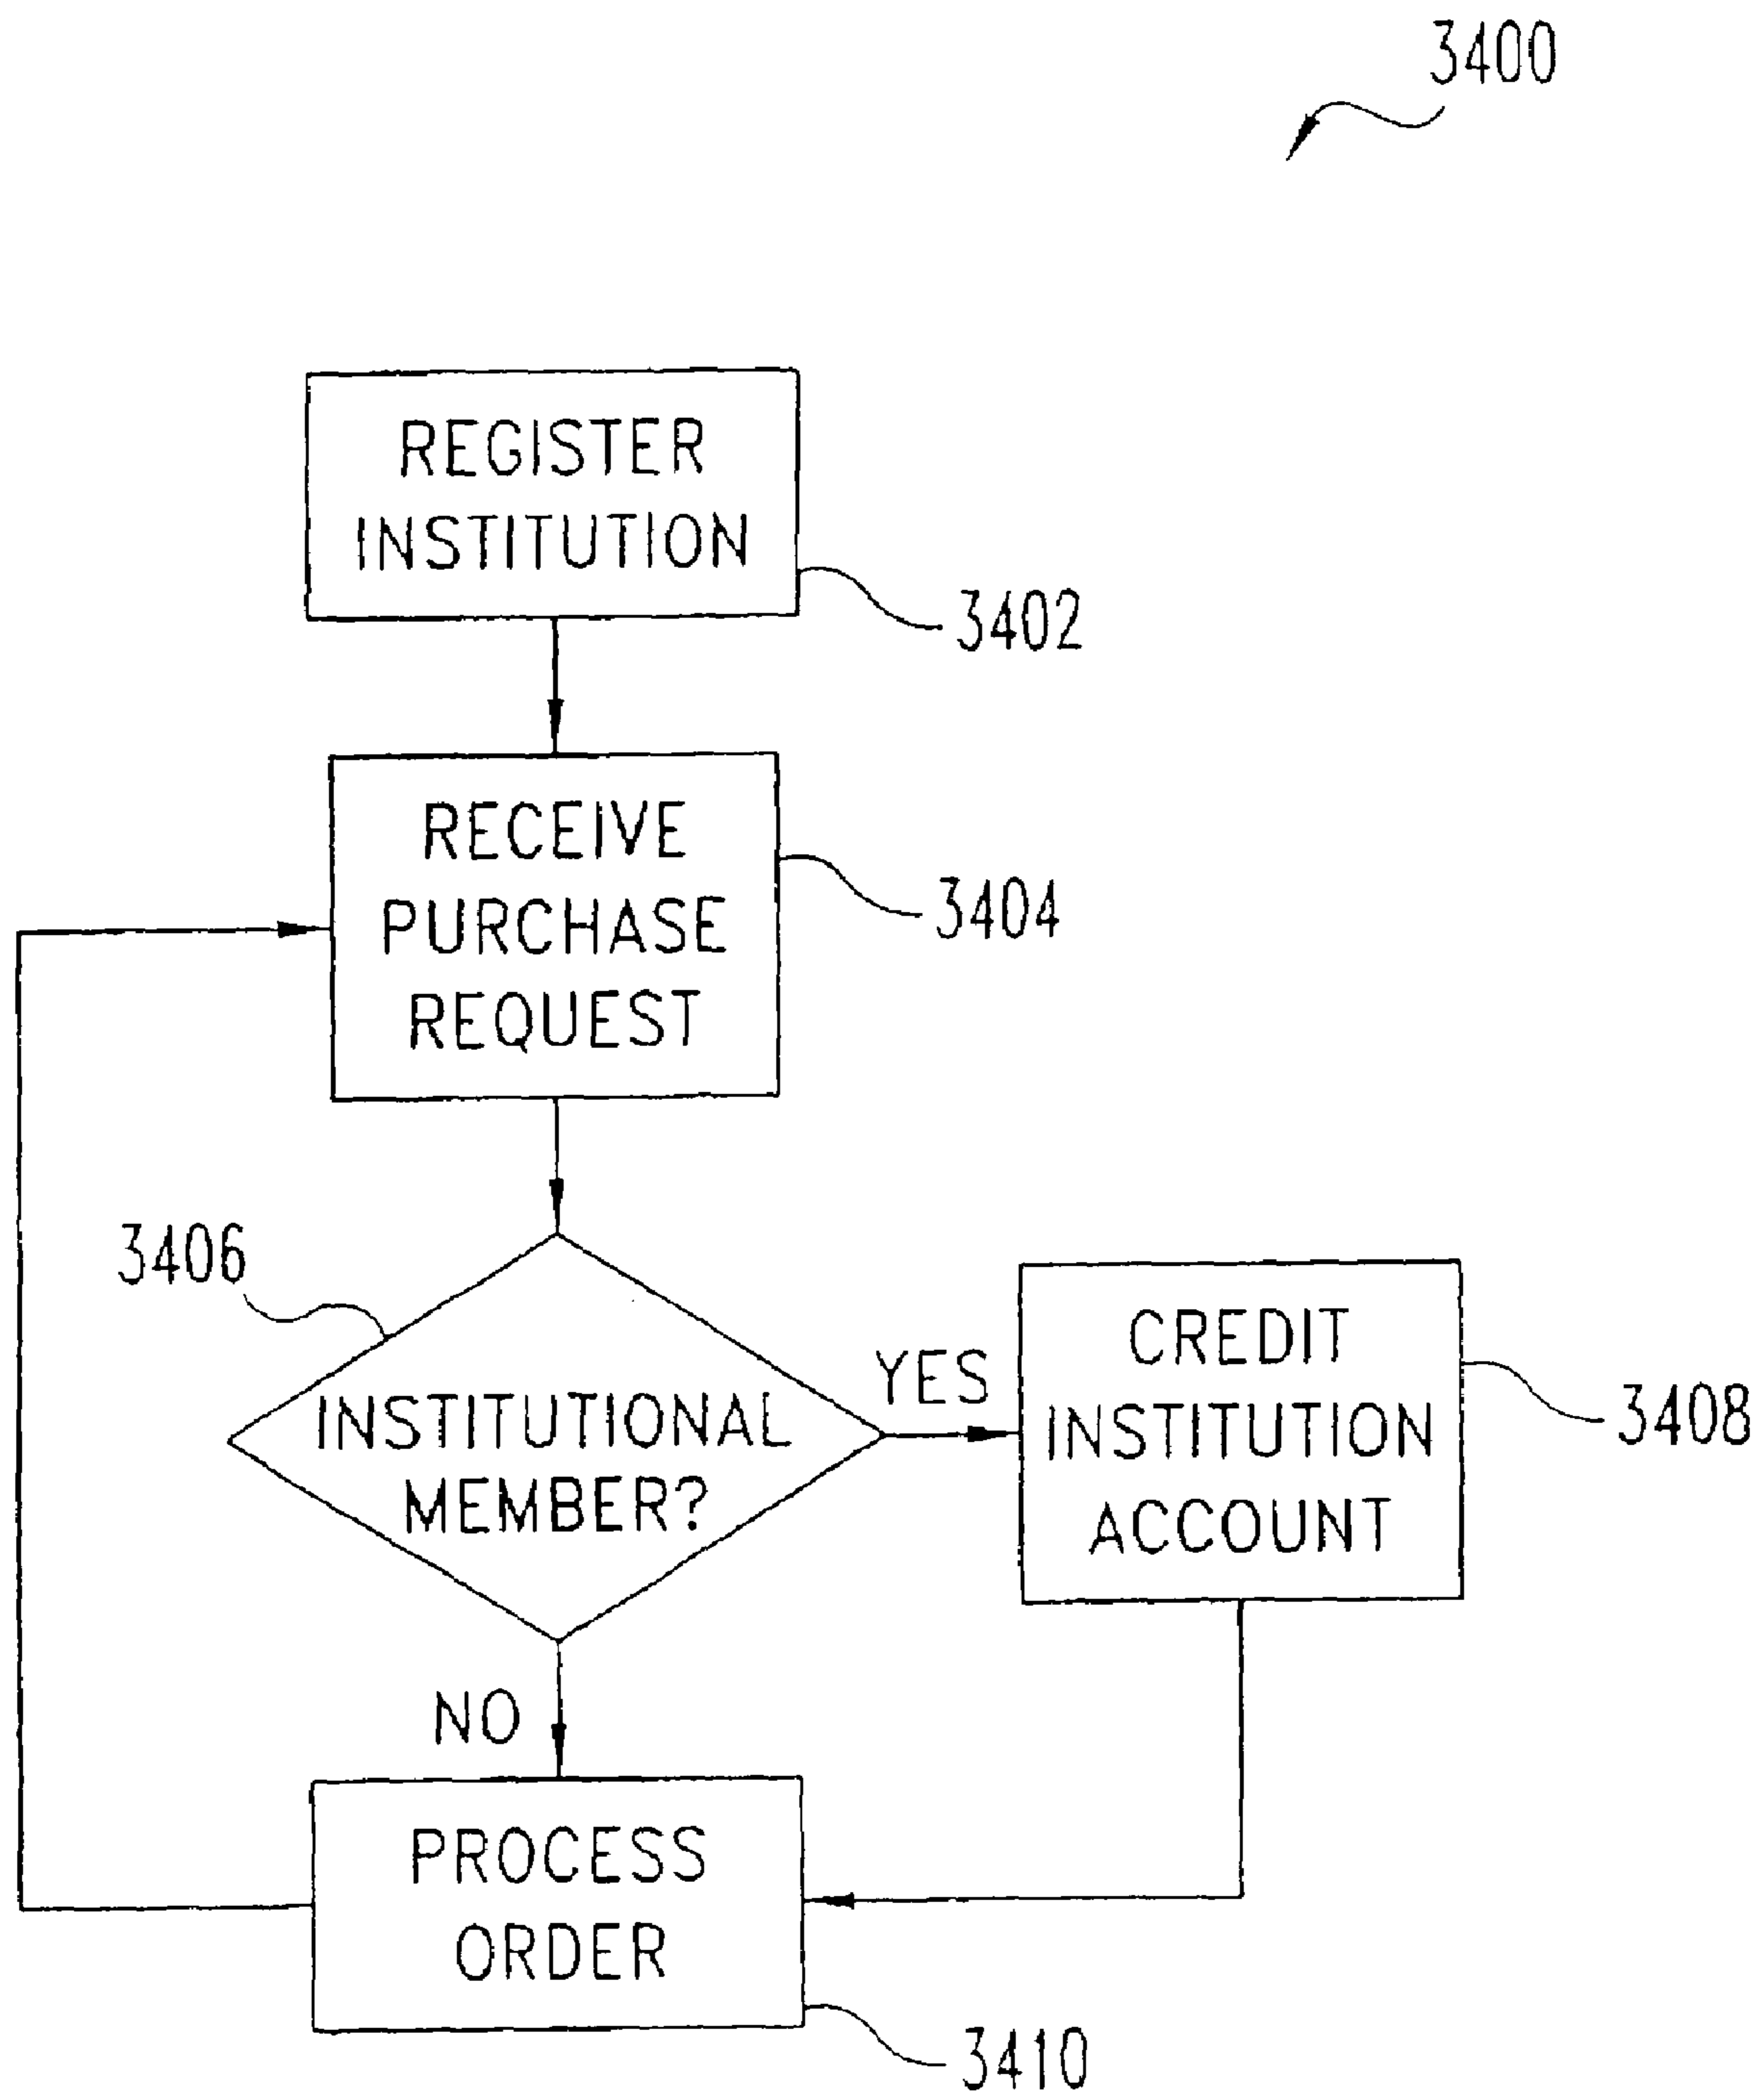 3400
REGISTER
INSTITUTION
3402
RECEIVE
PURCHASE
REQUEST
3404
3406
INSTITUTIONAL
MEMBER?
YES
CREDIT
INSTITUTION
ACCOUNT
3408
NO
PROCESS
ORDER
3410